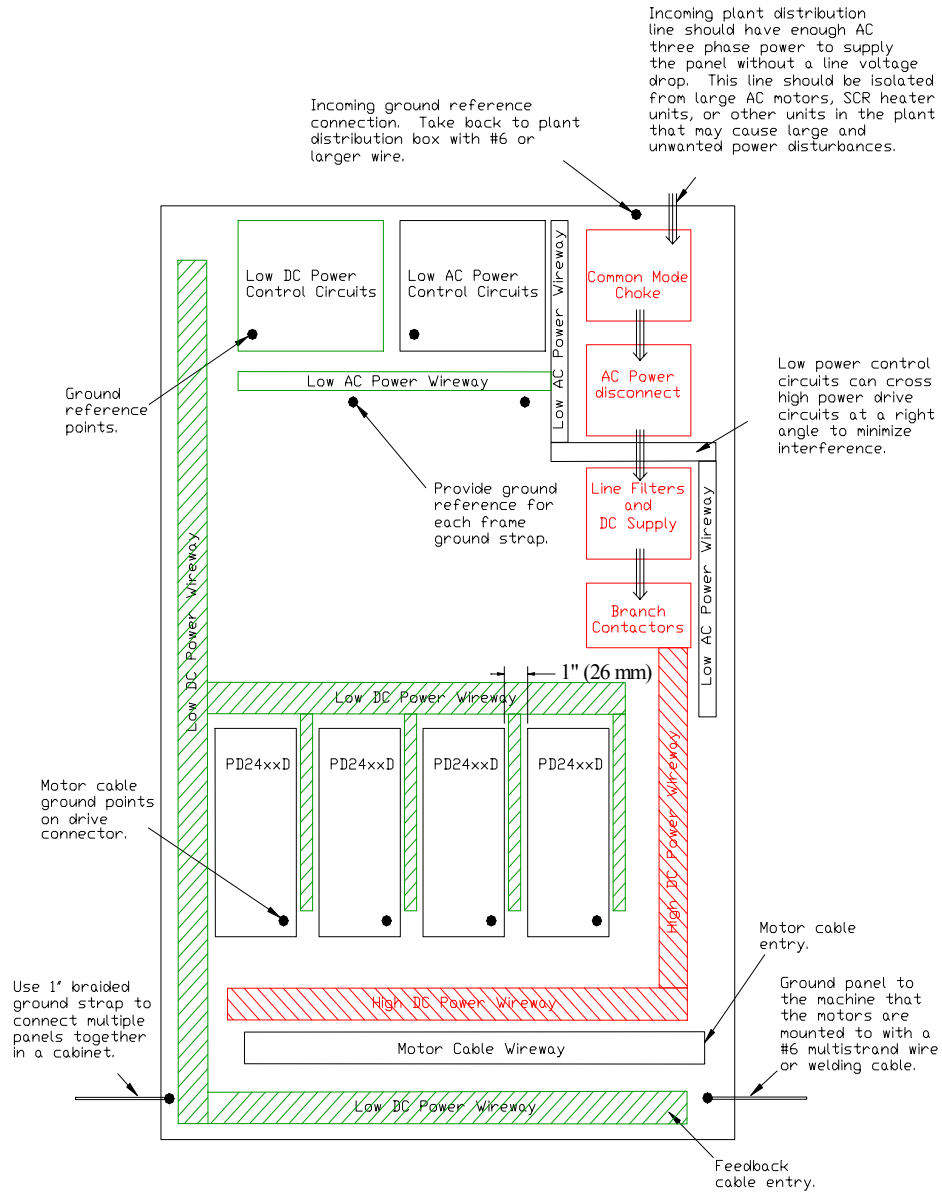 Incoming plant distribution
line should have enough AC
three phase power to supply
the panel without a line voltage
drop. This line should be isolated
from large AC motors, SCR heater
units, or other units in the plant
that may cause large and
unwanted power disturbances.
Incoming ground reference
connection. Take back to plant
distribution box with #6 or
larger wire.
Low DC Power
Control Circuits
Low AC Power
Control Circuits
Low AC Power Wireway
Common Mode
Choke
Low AC Power Wireway
AC Power
disconnect
Low power control
circuits can cross
high power drive
circuits at a right
angle to minimize
interference.
Ground
reference
points.
Provide ground
reference for
each frame
ground strap.
Line Filters
and
DC Supply
Low AC Power Wireway
Low DC Power Wireway
Branch
Contactors
1" (26 mm)
Low DC Power Wireway
PD24xxD
PD24xxD
PD24xxD
PD24xxD
High DC Power Wireway
Motor cable
ground points
on drive
connector.
Motor cable
entry.
Use 1" braided
ground strap to
connect multiple
panels together
in a cabinet.
High DC Power Wireway
Ground panel to
the machine that
the motors are
mounted to with a
#6 multistrand wire
or welding cable.
Motor Cable Wireway
Low DC Power Wireway
Feedback
cable entry.